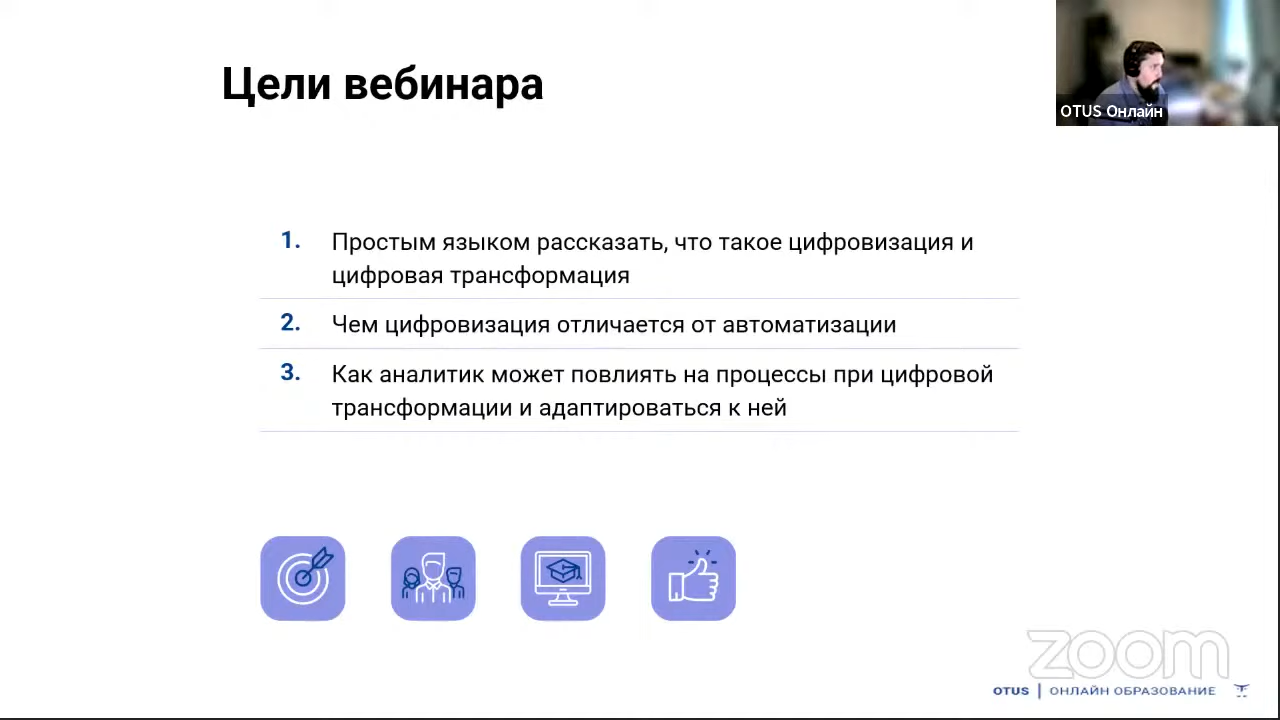 Цели вебинара
OTUS Онлайн
1. Простым языком рассказать, что такое цифровизация и
цифровая трансформация
2. Чем цифровизация отличается от автоматизации
3. Как аналитик может повлиять на процессы при цифровой
трансформации и адаптироваться к ней
zoom
OTUS | ОНЛАЙН ОБРАЗОВАНИЕ